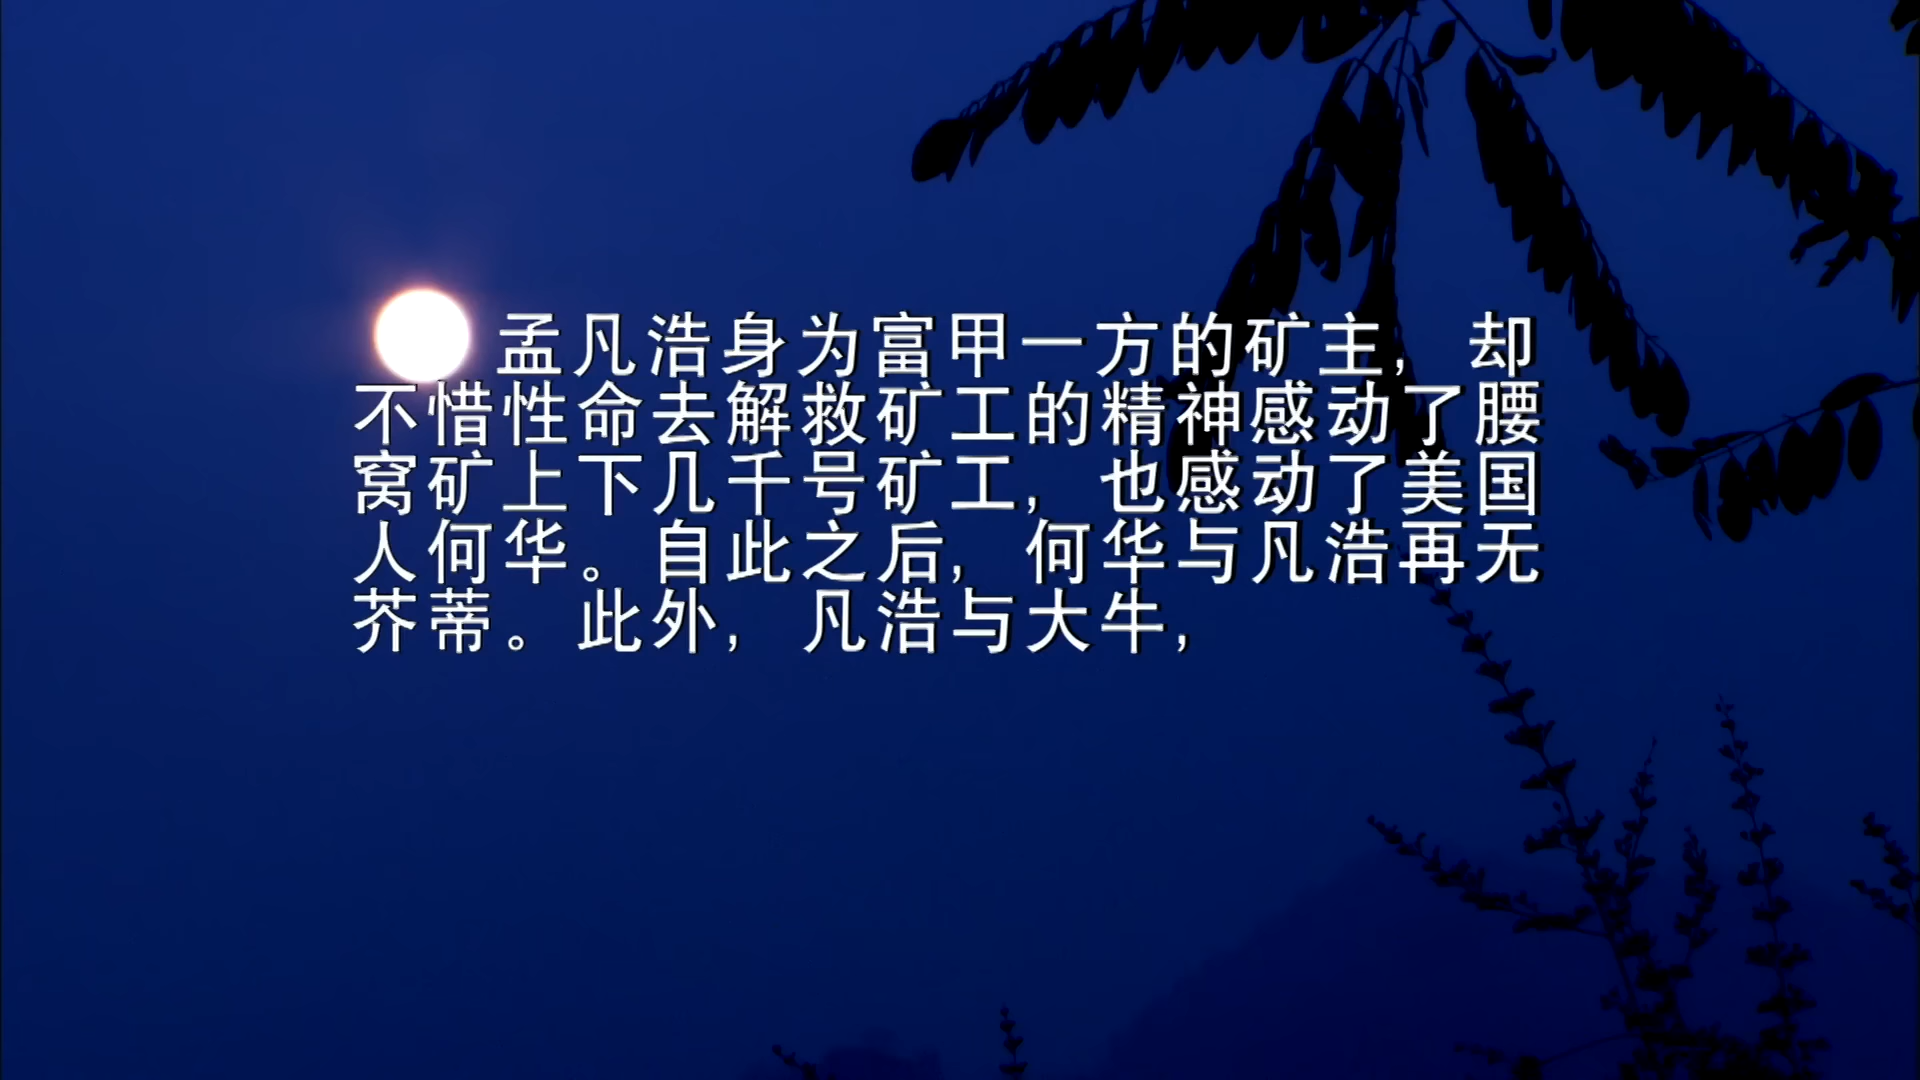 孟凡浩身为富甲一方的矿主，却
不惜性命去解救矿工的精神感动了腰
窝矿上下几千号矿工，也感动了美国
人何华。自此之后，何华与凡浩再无
芥蒂。此外，凡浩与大牛，